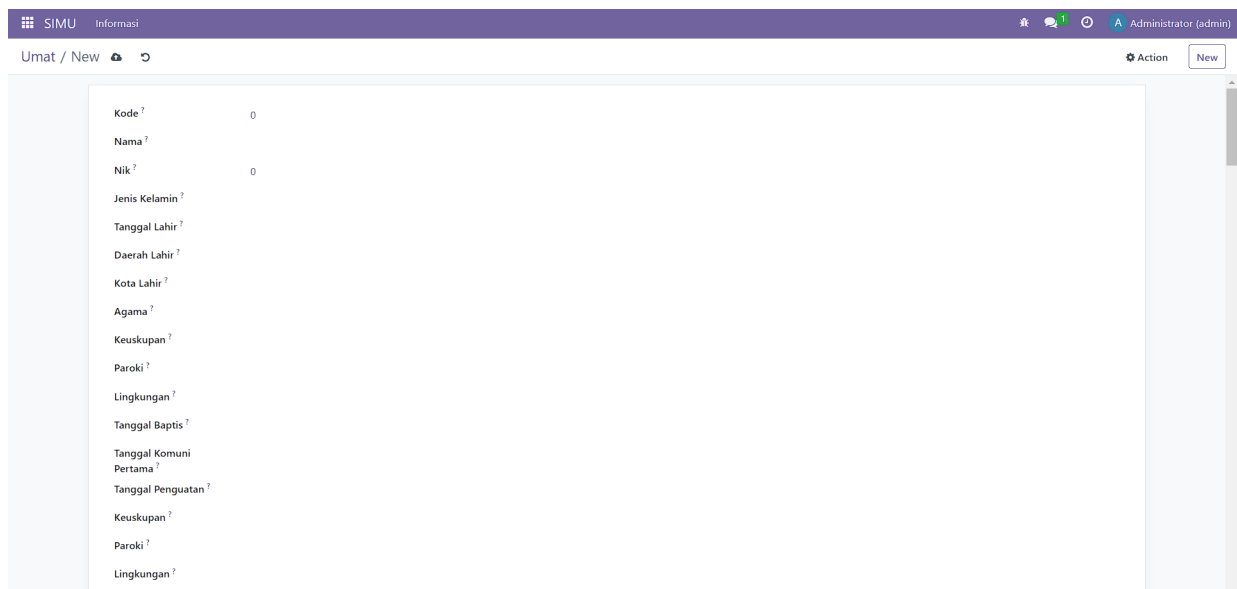 SIMU Informasi 1 A Administrator (admin)
Umat / New Action New
Kode ? 0
Nama ?
Nik ? 0
Jenis Kelamin ?
Tanggal Lahir ?
Daerah Lahir ?
Kota Lahir ?
Agama ?
Keuskupan ?
Paroki ?
Lingkungan ?
Tanggal Baptis ?
Tanggal Komuni
Pertama ?
Tanggal Penguatan ?
Keuskupan ?
Paroki ?
Lingkungan ?